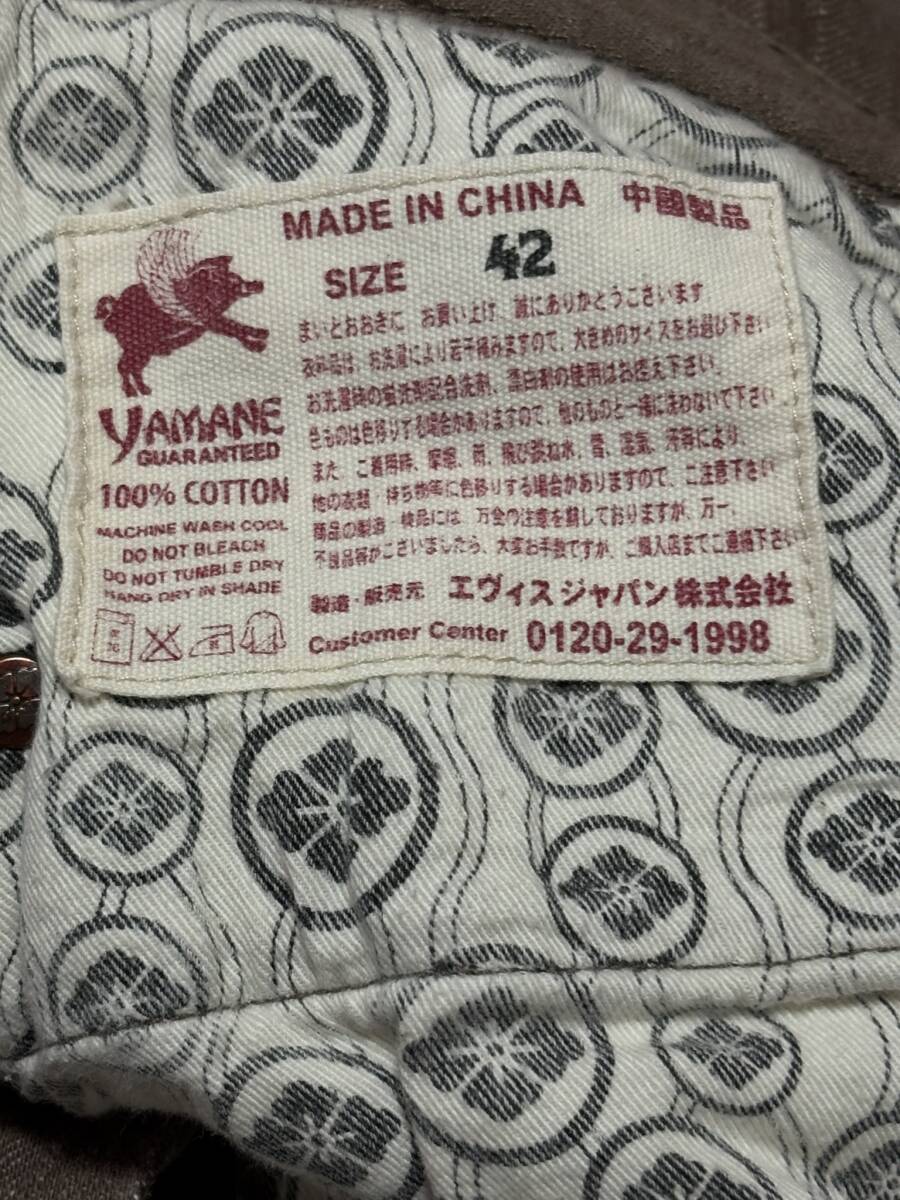 MADE IN CHINA 中國製品
SIZE 42
まいどおおきに、お買い上げ、誠にありがとうございます
衣料品は、お洗濯により若干縮みますので、大きめのサイズをお選び下さい。
お洗濯時の蛍光剤配合洗剤、漂白剤の使用はお控え下さい。
色ものは色移りする場合がありますので、他のものと一緒に洗わないで下さい。
また、ご着用時、摩擦、雨、飛び跳ね水、雪、湿気、汗等により、
他の衣類・持ち物等に色移りする場合がありますので、ご注意下さい。
商品の製造・検品には、万全の注意を期しておりますが、万一、
不良品等がございましたら、大変お手数ですが、ご購入店までご連絡下さい。
製造・販売元 エヴィスジャパン株式会社
Customer Center 0120-29-1998
YAMANE
GUARANTEED
100% COTTON
MACHINE WASH COOL
DO NOT BLEACH
DO NOT TUMBLE DRY
HANG DRY IN SHADE